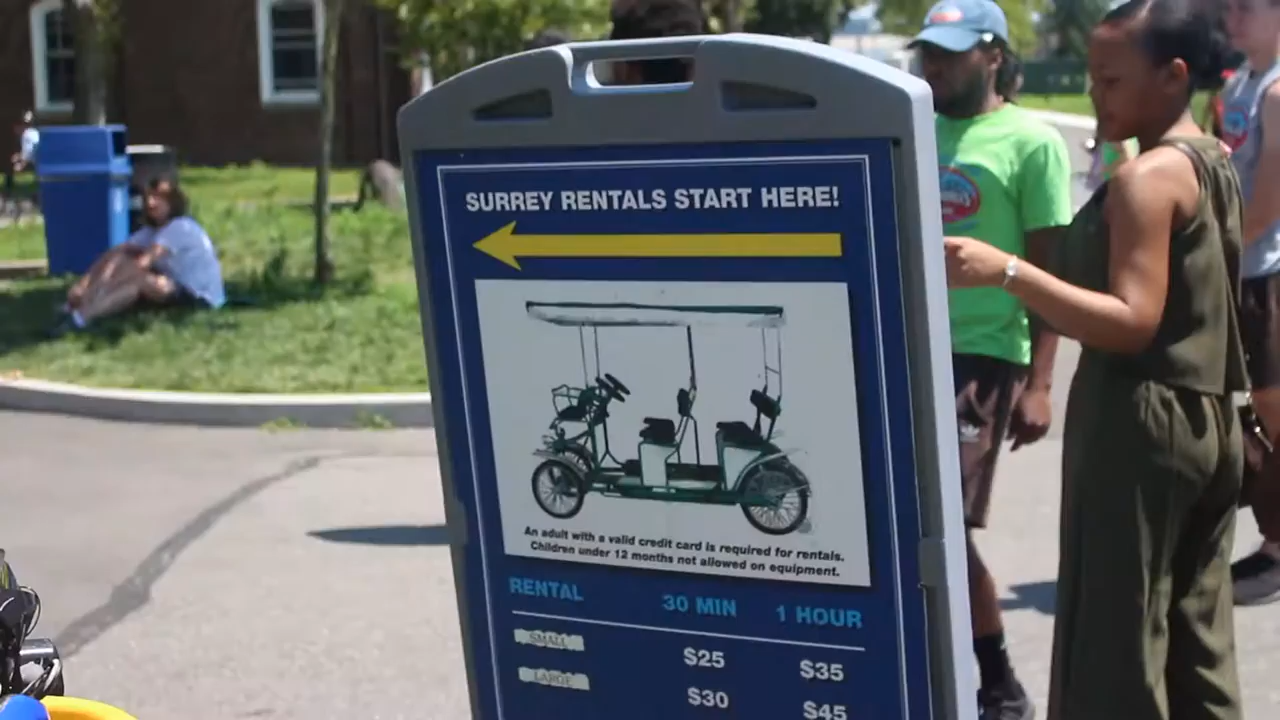 SURREY RENTALS START HERE!
An adult with a valid credit card is required for rentals.
Children under 12 months not allowed on equipment.
RENTAL 30 MIN 1 HOUR
SMALL $25 $35
LARGE $30 $45